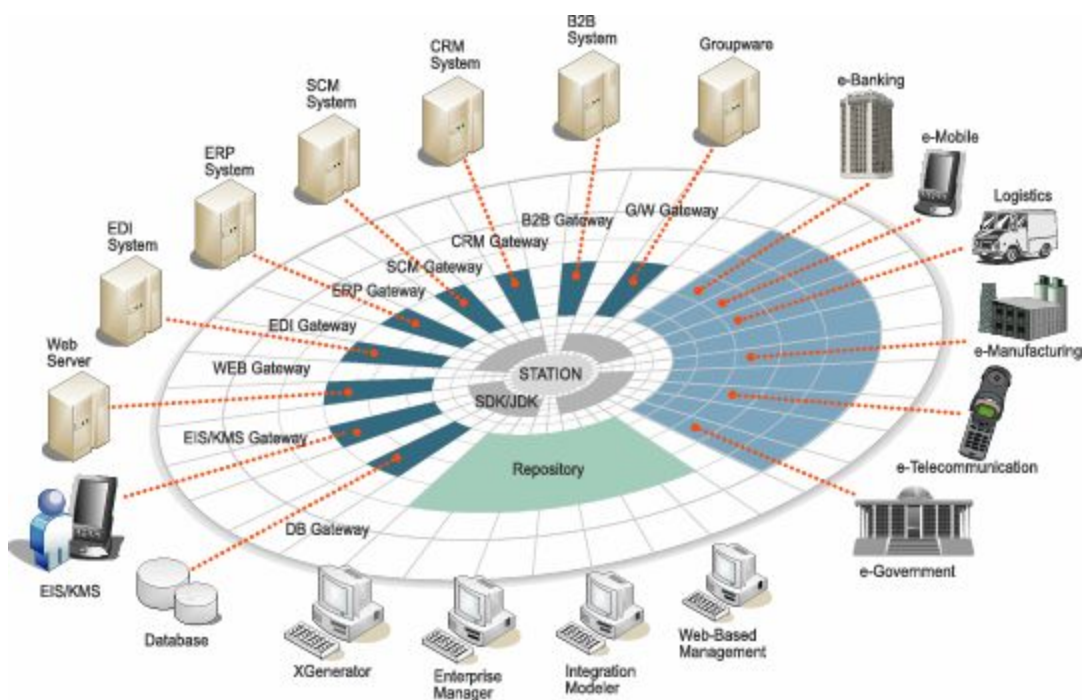 B2B
System
CRM
System
Groupware
SCM
System
e-Banking
e-Mobile
ERP
System
Logistics
EDI
System
G/W Gateway
B2B Gateway
CRM Gateway
SCM Gateway
ERP Gateway
EDI Gateway
Web
Server
WEB Gateway
e-Manufacturing
STATION
SDK/JDK
EIS/KMS Gateway
Repository
e-Telecommunication
DB Gateway
e-Government
EIS/KMS
Database
XGenerator
Enterprise
Manager
Integration
Modeler
Web-Based
Management